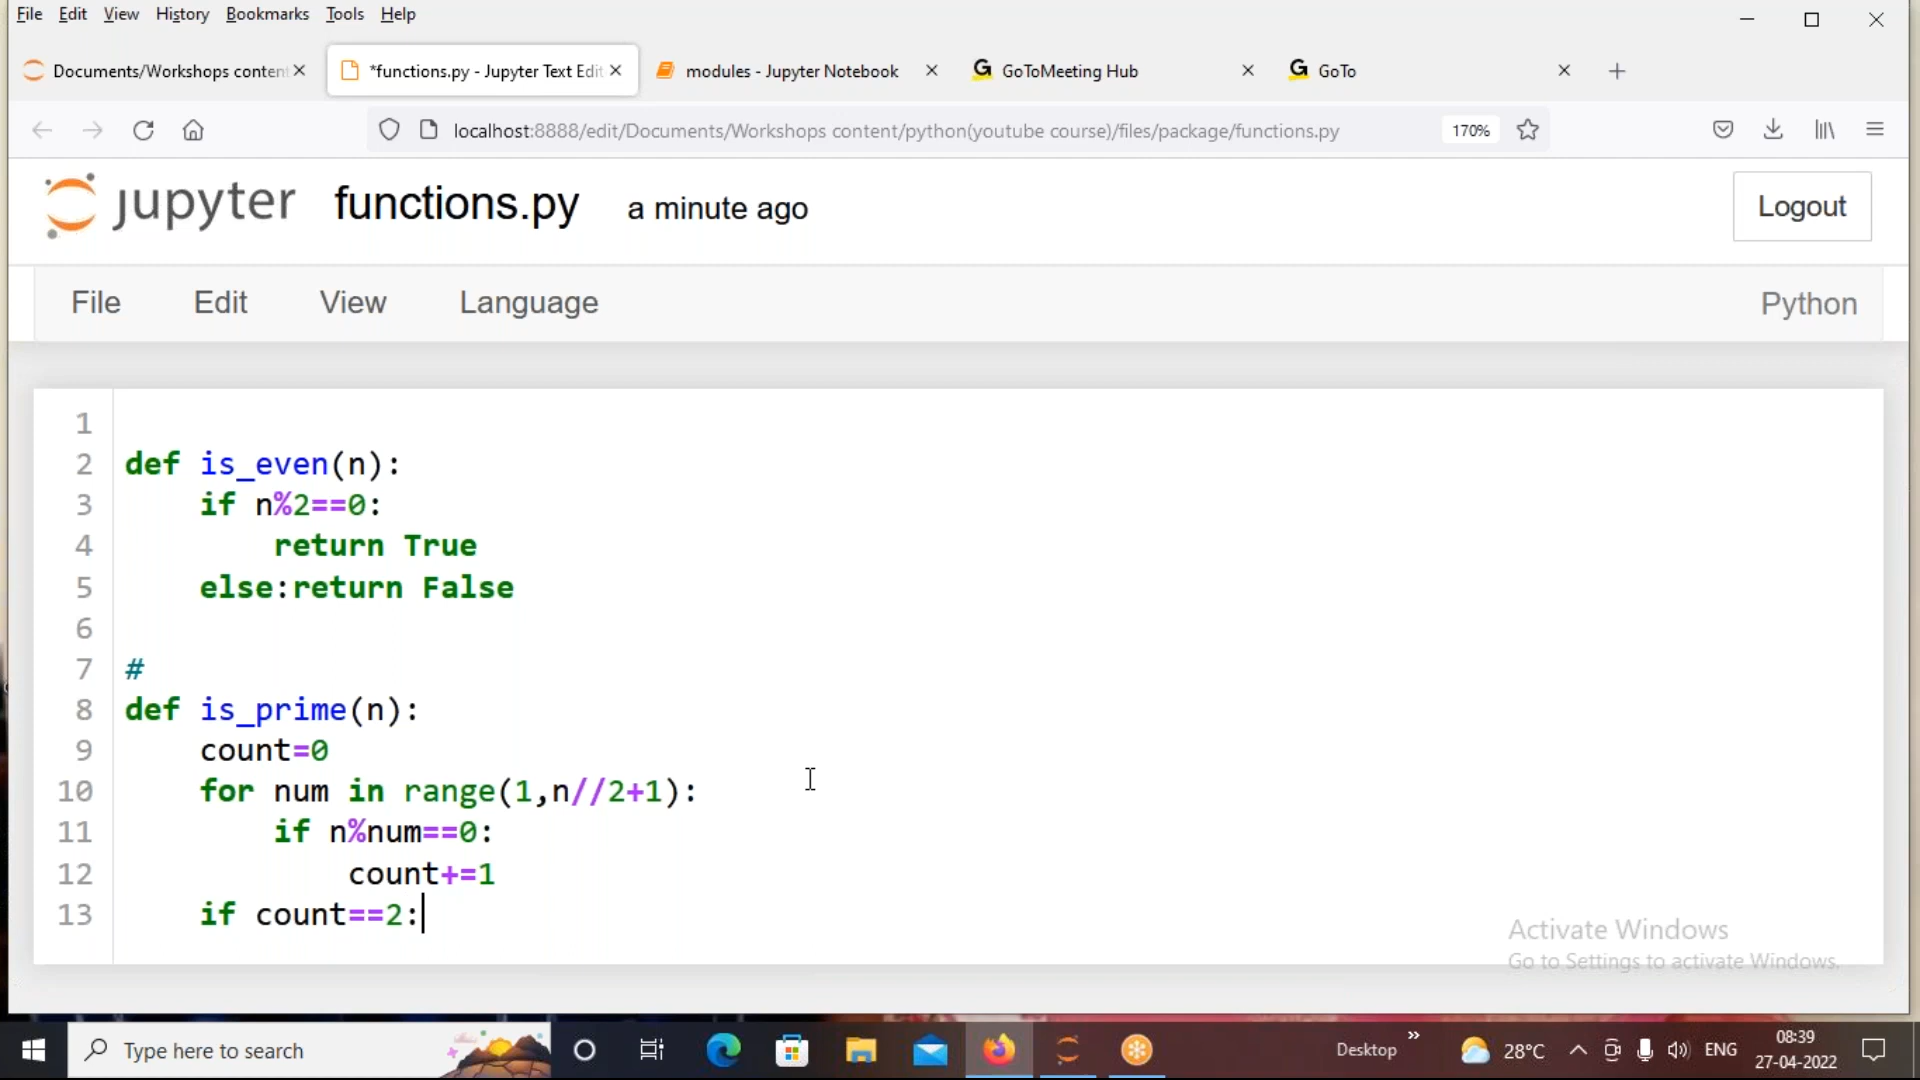 File Edit View History Bookmarks Tools Help
Documents/Workshops conten
*functions.py - Jupyter Text Edit
modules - Jupyter Notebook
G GoToMeeting Hub
G GoTo
localhost:8888/edit/Documents/Workshops content/python(youtube course)/files/package/functions.py
170%
jupyter functions.py a minute ago
Logout
File Edit View Language
Python
1
2 def is_even(n):
3     if n%2==0:
4         return True
5     else:return False
6
7 #
8 def is_prime(n):
9     count=0
10     for num in range(1,n//2+1):
11         if n%num==0:
12             count+=1
13     if count==2:
Activate Windows
Go to Settings to activate Windows.
Type here to search
Desktop
28°C
ENG
08:39
27-04-2022